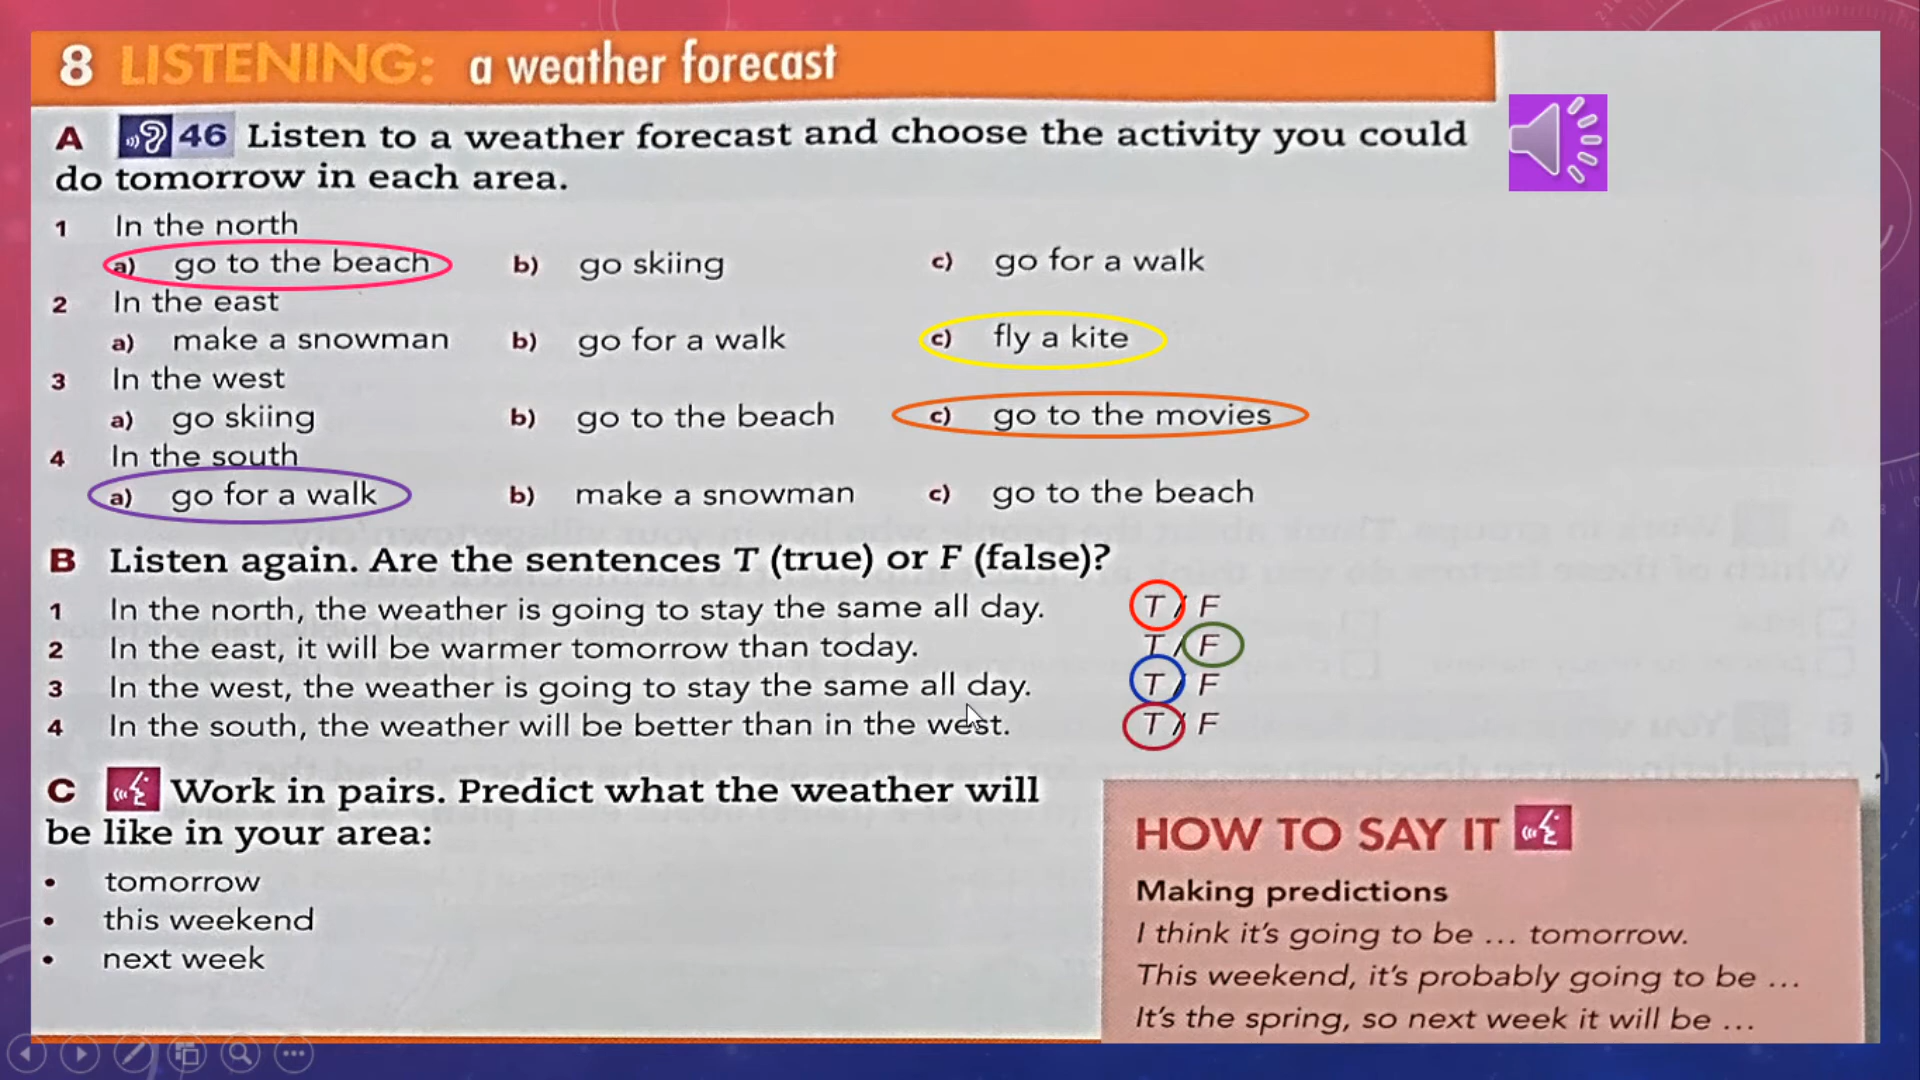 8 LISTENING: a weather forecast
A 46 Listen to a weather forecast and choose the activity you could
do tomorrow in each area.
1 In the north
a) go to the beach b) go skiing c) go for a walk
2 In the east
a) make a snowman b) go for a walk c) fly a kite
3 In the west
a) go skiing b) go to the beach c) go to the movies
4 In the south
a) go for a walk b) make a snowman c) go to the beach
B Listen again. Are the sentences T (true) or F (false)?
1 In the north, the weather is going to stay the same all day. T / F
2 In the east, it will be warmer tomorrow than today. T / F
3 In the west, the weather is going to stay the same all day. T / F
4 In the south, the weather will be better than in the west. T / F
C Work in pairs. Predict what the weather will
be like in your area:
• tomorrow
• this weekend
• next week
HOW TO SAY IT
Making predictions
I think it's going to be ... tomorrow.
This weekend, it's probably going to be ...
It's the spring, so next week it will be ...